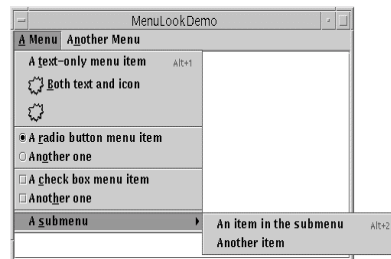 MenuLookDemo
A Menu Another Menu
A text-only menu item Alt+1
Both text and icon
A radio button menu item
Another one
A check box menu item
Another one
A submenu
An item in the submenu Alt+2
Another item